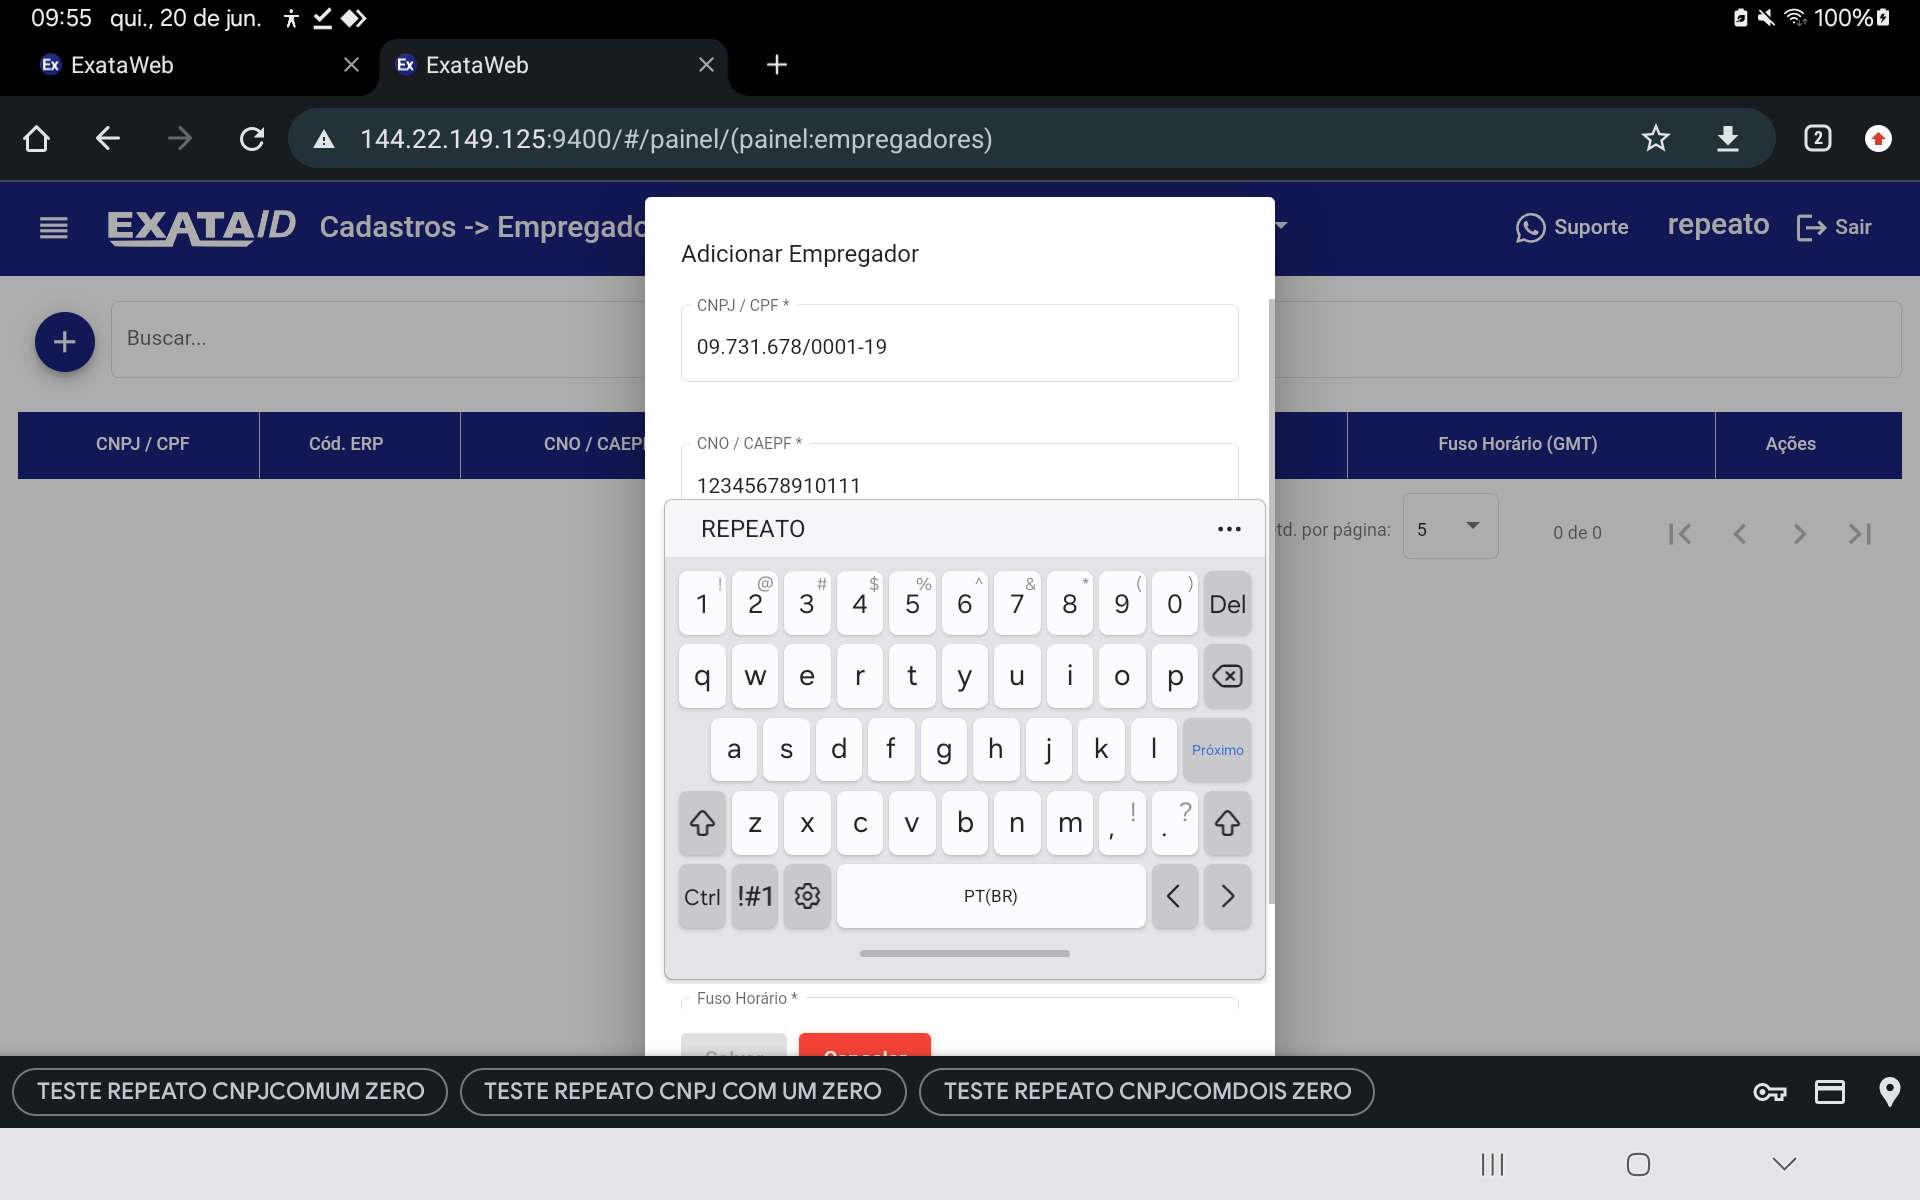 09:55 qui., 20 de jun. 100%
Ex ExataWeb Ex ExataWeb
144.22.149.125:9400/#/painel/(painel:empregadores) 2
EXATA ID Cadastros -> Empregado Suporte repeato Sair
Adicionar Empregador
CNPJ / CPF *
09.731.678/0001-19
Buscar...
CNPJ / CPF Cód. ERP CNO / CAEP Fuso Horário (GMT) Ações
CNO / CAEPF *
12345678910111
td. por página: 5 0 de 0
REPEATO ...
! @ # $ % ^ & * ( )
1 2 3 4 5 6 7 8 9 0 Del
q w e r t y u i o p
a s d f g h j k l Próximo
z x c v b n m , ! . ?
Ctrl !#1 PT(BR) < >
Fuso Horário *
Salvar Cancelar
TESTE REPEATO CNPJCOMUM ZERO TESTE REPEATO CNPJ COM UM ZERO TESTE REPEATO CNPJCOMDOIS ZERO